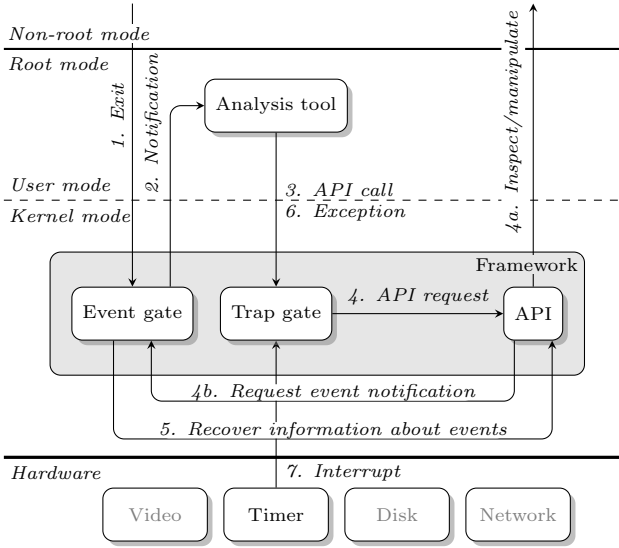 Non-root mode
Root mode
1. Exit
2. Notification
Analysis tool
4a. Inspect/manipulate
User mode
Kernel mode
3. API call
6. Exception
Framework
Event gate
Trap gate
4. API request
API
4b. Request event notification
5. Recover information about events
Hardware
7. Interrupt
Video
Timer
Disk
Network